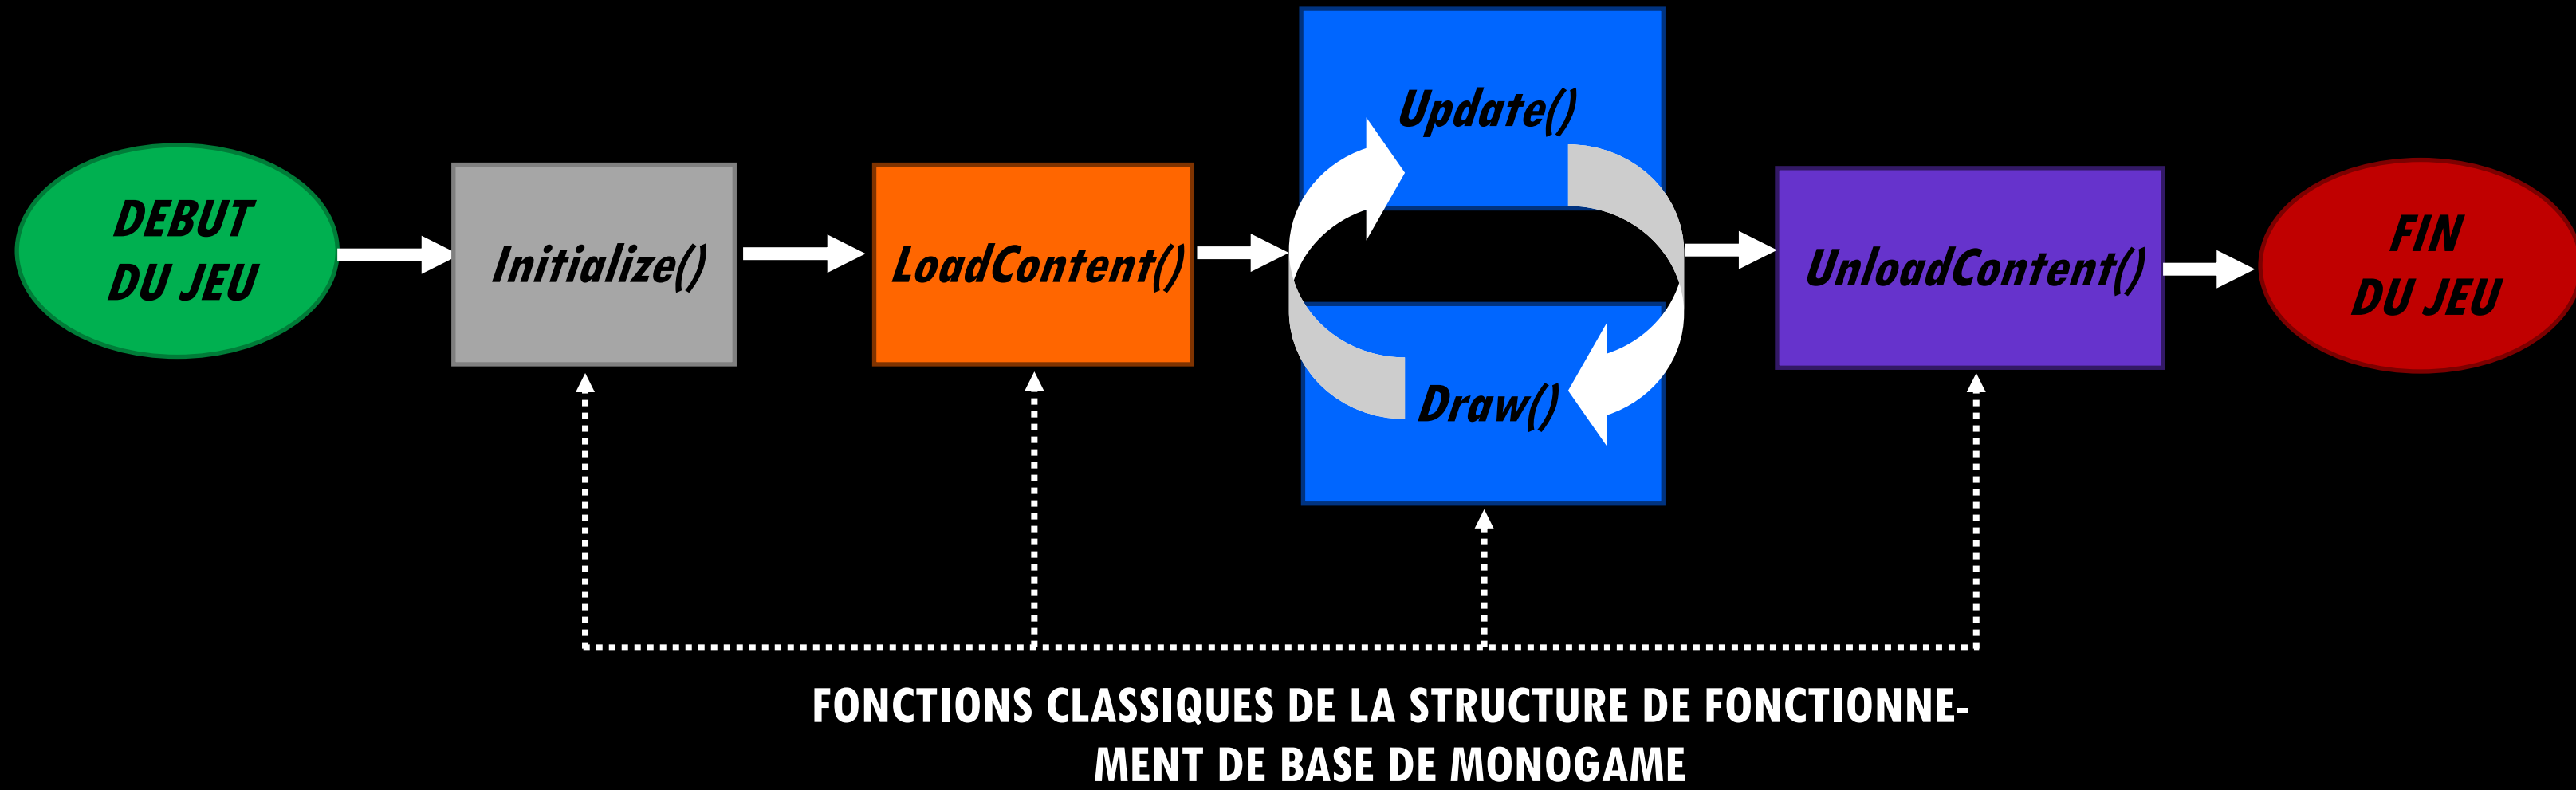 DEBUT
DU JEU
Initialize()
LoadContent()
Update()
Draw()
UnloadContent()
FIN
DU JEU
FONCTIONS CLASSIQUES DE LA STRUCTURE DE FONCTIONNE-
MENT DE BASE DE MONOGAME